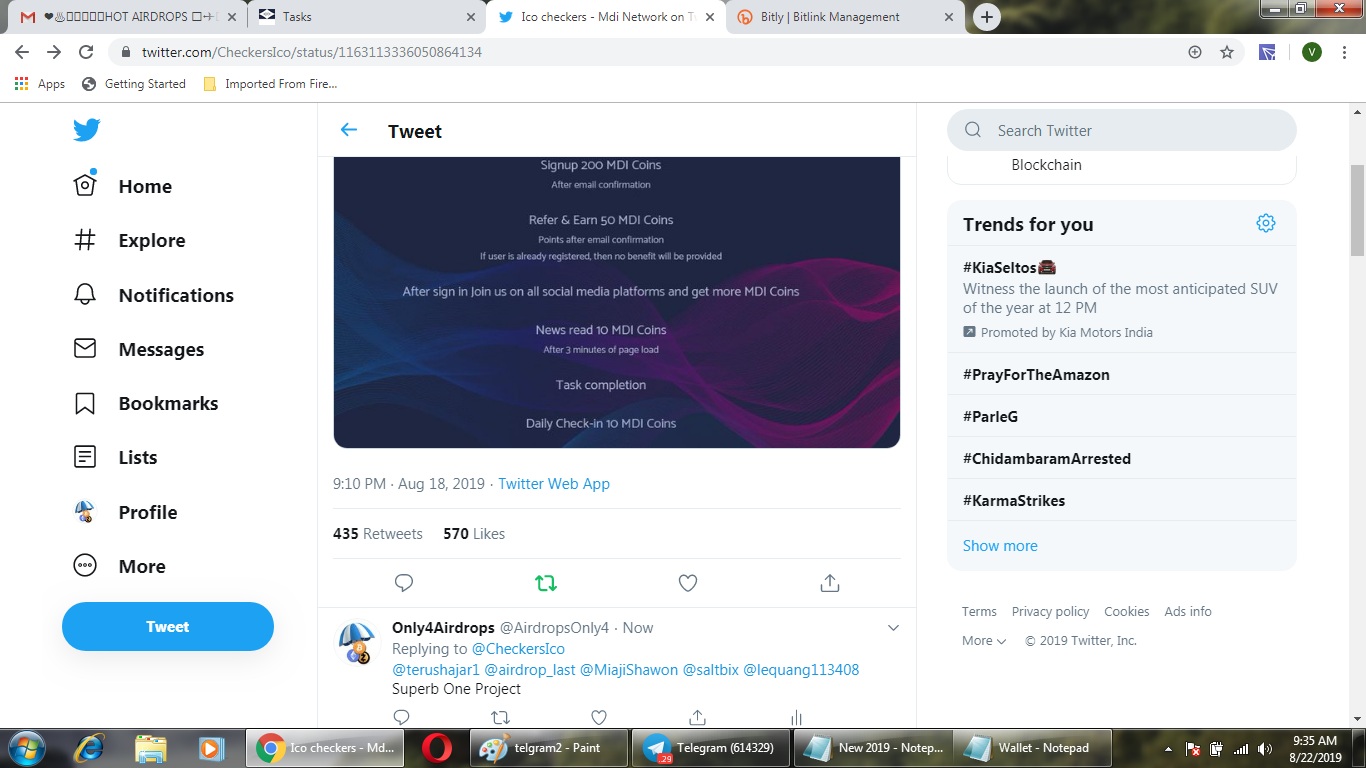 HOT AIRDROPS
Tasks
Ico checkers - Mdi Network on Tw
Bitly | Bitlink Management
twitter.com/CheckersIco/status/1163113336050864134
V
Apps
Getting Started
Imported From Fire...
Tweet
Search Twitter
Home
Explore
Notifications
Messages
Bookmarks
Lists
Profile
More
Tweet
Signup 200 MDI Coins
After email confirmation
Refer & Earn 50 MDI Coins
Points after email confirmation
If user is already registered, then no benefit will be provided
After sign in Join us on all social media platforms and get more MDI Coins
News read 10 MDI Coins
After 3 minutes of page load
Task completion
Daily Check-in 10 MDI Coins
9:10 PM · Aug 18, 2019 · Twitter Web App
435 Retweets 570 Likes
Only4Airdrops @AirdropsOnly4 · Now
Replying to @CheckersIco
@terushajar1 @airdrop_last @MiajiShawon @saltbix @lequang113408
Superb One Project
Blockchain
Trends for you
#KiaSeltos
Witness the launch of the most anticipated SUV
of the year at 12 PM
Promoted by Kia Motors India
#PrayForTheAmazon
#ParleG
#ChidambaramArrested
#KarmaStrikes
Show more
Terms Privacy policy Cookies Ads info
More © 2019 Twitter, Inc.
Ico checkers - Md...
telgram2 - Paint
..29
Telegram (614329)
New 2019 - Notep...
Wallet - Notepad
9:35 AM
8/22/2019